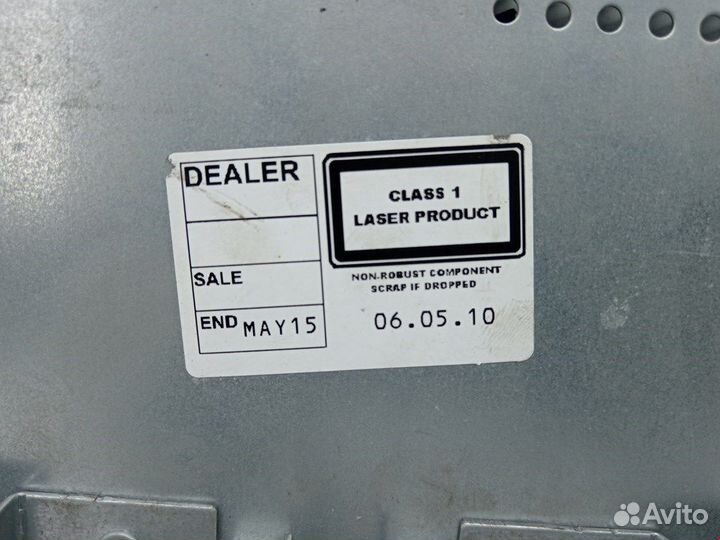 DEALER
SALE
END MAY15
CLASS 1
LASER PRODUCT
NON-ROBUST COMPONENT
SCRAP IF DROPPED
06.05.10
Avito